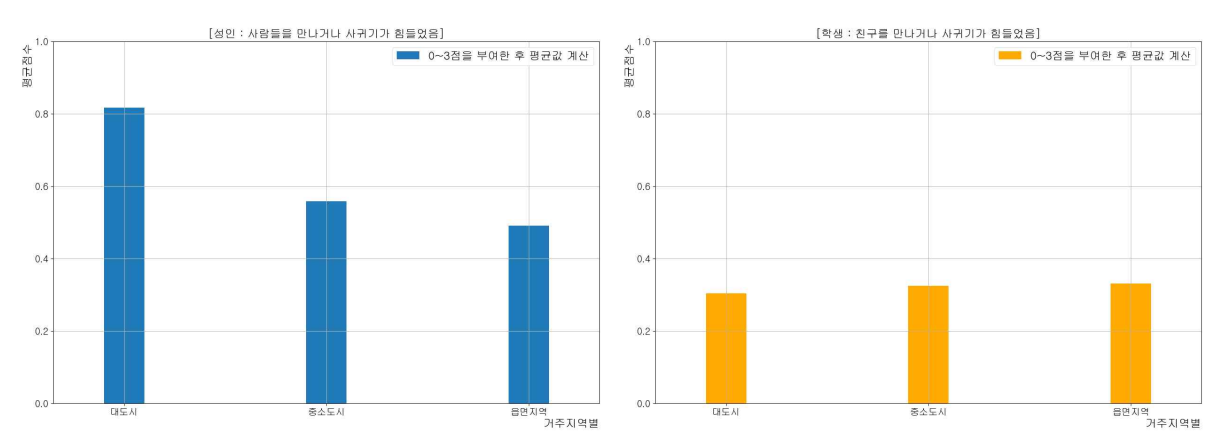 [성인 : 사람들을 만나거나 사귀기가 힘들었음]
평균점수
0~3점을 부여한 후 평균값 계산
1.0
0.8
0.6
0.4
0.2
0.0
대도시 중소도시 읍면지역
거주지역별
[학생 : 친구를 만나거나 사귀기가 힘들었음]
평균점수
0~3점을 부여한 후 평균값 계산
1.0
0.8
0.6
0.4
0.2
0.0
대도시 중소도시 읍면지역
거주지역별